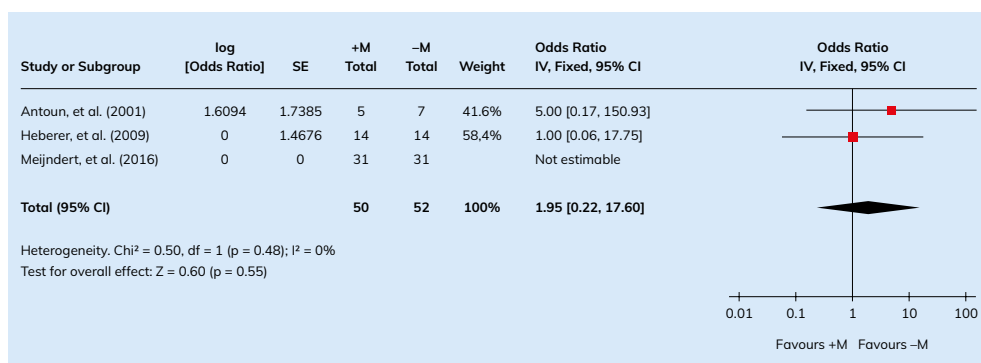 log +M –M Odds Ratio Odds Ratio
Study or Subgroup [Odds Ratio] SE Total Total Weight IV, Fixed, 95% CI IV, Fixed, 95% CI
Antoun, et al. (2001) 1.6094 1.7385 5 7 41.6% 5.00 [0.17, 150.93]
Heberer, et al. (2009) 0 1.4676 14 14 58,4% 1.00 [0.06, 17.75]
Meijndert, et al. (2016) 0 0 31 31 Not estimable
Total (95% CI) 50 52 100% 1.95 [0.22, 17.60]
Heterogeneity. Chi² = 0.50, df = 1 (p = 0.48); I² = 0%
Test for overall effect: Z = 0.60 (p = 0.55)
0.01 0.1 1 10 100
Favours +M Favours –M